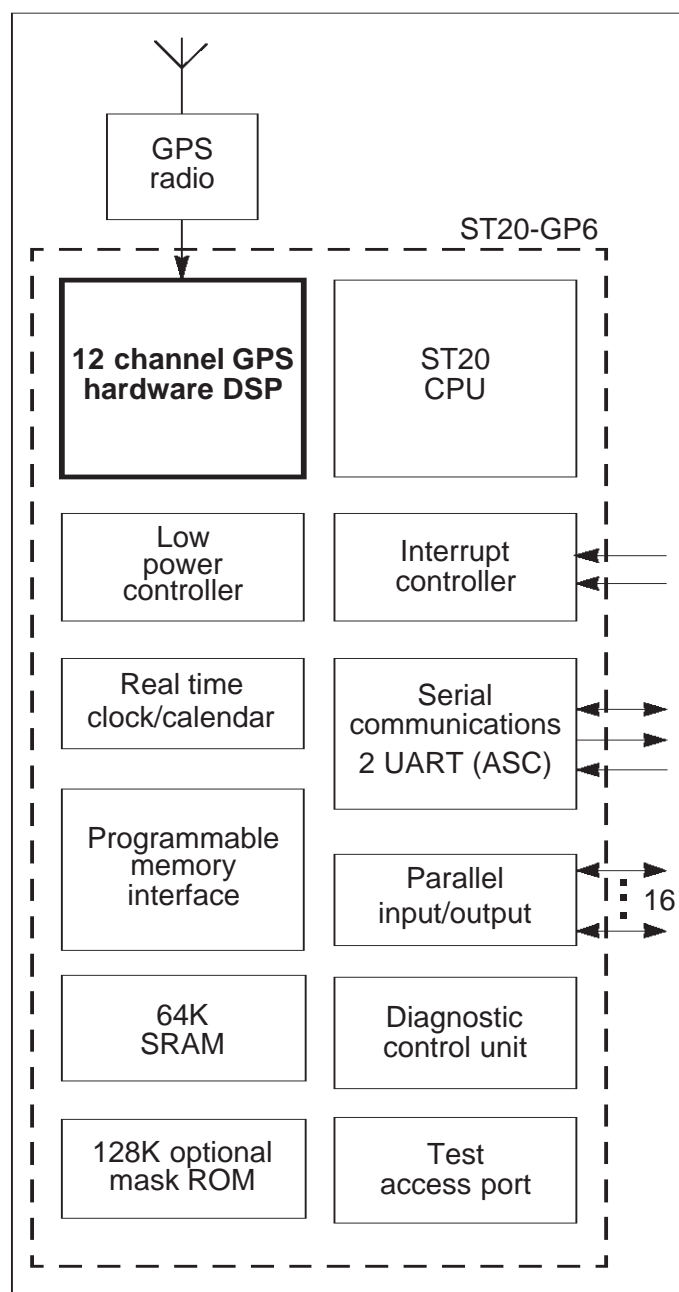 GPS
radio
ST20-GP6
12 channel GPS
hardware DSP
ST20
CPU
Low
power
controller
Interrupt
controller
Real time
clock/calendar
Serial
communications
2 UART (ASC)
Programmable
memory
interface
Parallel
input/output
16
64K
SRAM
Diagnostic
control unit
128K optional
mask ROM
Test
access port